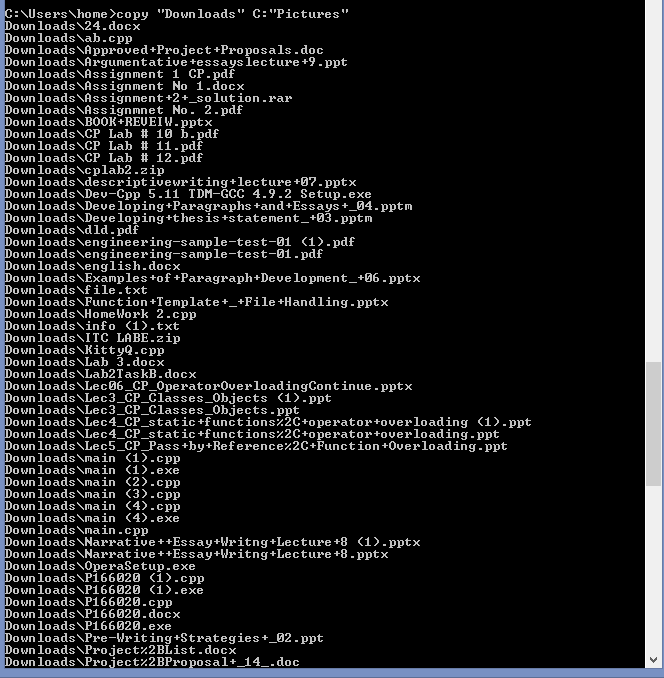 C:\Users\home>copy "Downloads" C:"Pictures"
Downloads\24.docx
Downloads\ab.cpp
Downloads\Approved+Project+Proposals.doc
Downloads\Argumentative+essayslecture+9.ppt
Downloads\Assignment 1 CP.pdf
Downloads\Assignment No 1.docx
Downloads\Assignment+2+_solution.rar
Downloads\Assignmnet No. 2.pdf
Downloads\BOOK+REVEIW.pptx
Downloads\CP Lab # 10 b.pdf
Downloads\CP Lab # 11.pdf
Downloads\CP Lab # 12.pdf
Downloads\cplab2.zip
Downloads\descriptivewriting+lecture+07.pptx
Downloads\Dev-Cpp 5.11 TDM-GCC 4.9.2 Setup.exe
Downloads\Developing+Paragraphs+and+Essays+_04.pptm
Downloads\Developing+thesis+statement_+03.pptm
Downloads\dld.pdf
Downloads\engineering-sample-test-01 (1).pdf
Downloads\engineering-sample-test-01.pdf
Downloads\english.docx
Downloads\Examples+of+Paragraph+Development_+06.pptx
Downloads\file.txt
Downloads\Function+Template+_+File+Handling.pptx
Downloads\HomeWork 2.cpp
Downloads\info (1).txt
Downloads\ITC LABE.zip
Downloads\KittyQ.cpp
Downloads\Lab 3.docx
Downloads\Lab2TaskB.docx
Downloads\Lec06_CP_OperatorOverloadingContinue.pptx
Downloads\Lec3_CP_Classes_Objects (1).ppt
Downloads\Lec3_CP_Classes_Objects.ppt
Downloads\Lec4_CP_static+functions%2C+operator+overloading (1).ppt
Downloads\Lec4_CP_static+functions%2C+operator+overloading.ppt
Downloads\Lec5_CP_Pass+by+Reference%2C+Function+Overloading.ppt
Downloads\main (1).cpp
Downloads\main (1).exe
Downloads\main (2).cpp
Downloads\main (3).cpp
Downloads\main (4).cpp
Downloads\main (4).exe
Downloads\main.cpp
Downloads\Narrative++Essay+Writng+Lecture+8 (1).pptx
Downloads\Narrative++Essay+Writng+Lecture+8.pptx
Downloads\OperaSetup.exe
Downloads\P166020 (1).cpp
Downloads\P166020 (1).exe
Downloads\P166020.cpp
Downloads\P166020.docx
Downloads\P166020.exe
Downloads\Pre-Writing+Strategies+_02.ppt
Downloads\Project%2BList.docx
Downloads\Project%2BProposal+_14_.doc